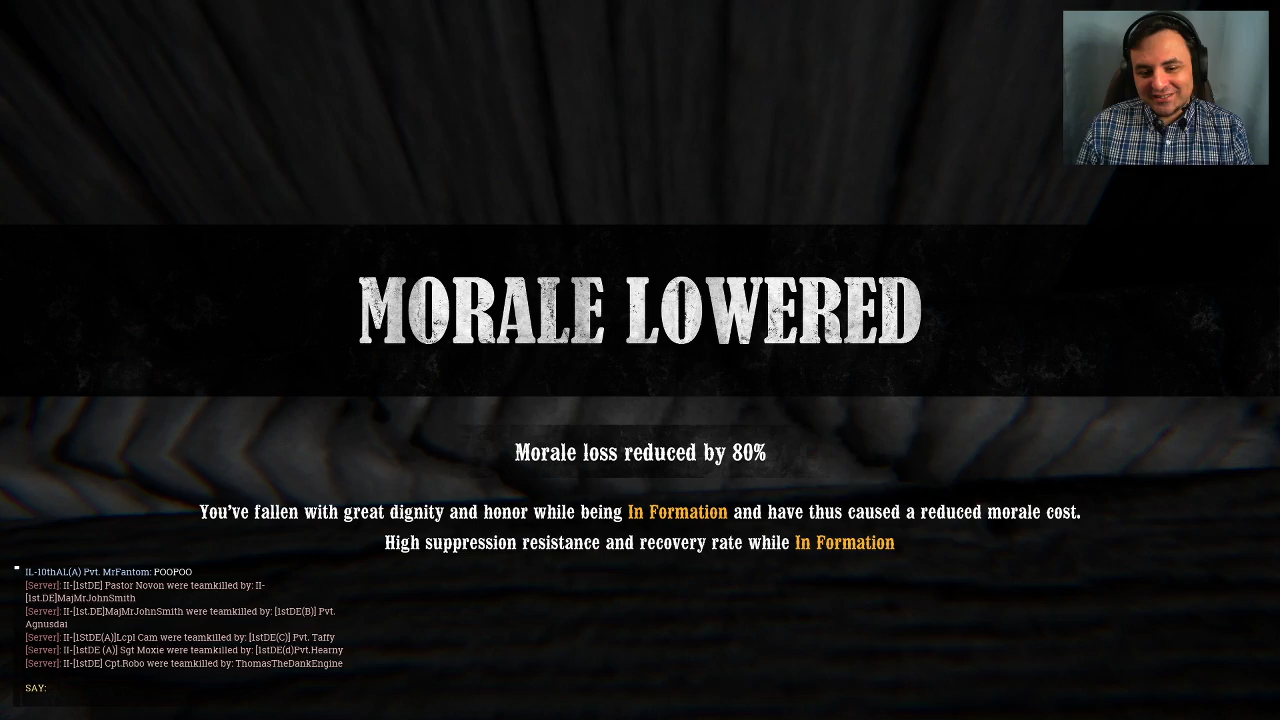 MORALE LOWERED
Morale loss reduced by 80%
You've fallen with great dignity and honor while being In Formation and have thus caused a reduced morale cost.
High suppression resistance and recovery rate while In Formation
IL-10thAL(A) Pvt. MrFantom: POOPOO
[Server]: II-[1stDE] Pastor Novon were teamkilled by: II-
[1st.DE]MajMrJohnSmith
[Server]: II-[1st.DE]MajMrJohnSmith were teamkilled by: [1stDE(B)] Pvt.
Agnusdai
[Server]: II-[1StDE(A)]Lcpl Cam were teamkilled by: [1stDE(C)] Pvt. Taffy
[Server]: II-[1stDE (A)] Sgt Moxie were teamkilled by: [1stDE(d)Pvt.Hearny
[Server]: II-[1stDE] Cpt.Robo were teamkilled by: ThomasTheDankEngine
SAY: